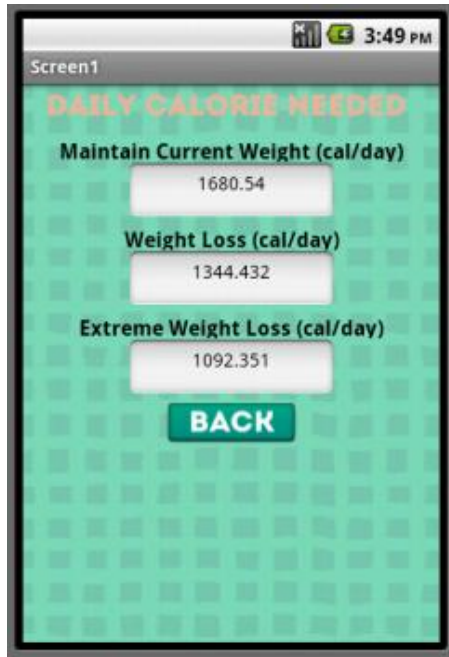 3:49 PM
Screen1
DAILY CALORIE NEEDED
Maintain Current Weight (cal/day)
1680.54
Weight Loss (cal/day)
1344.432
Extreme Weight Loss (cal/day)
1092.351
BACK